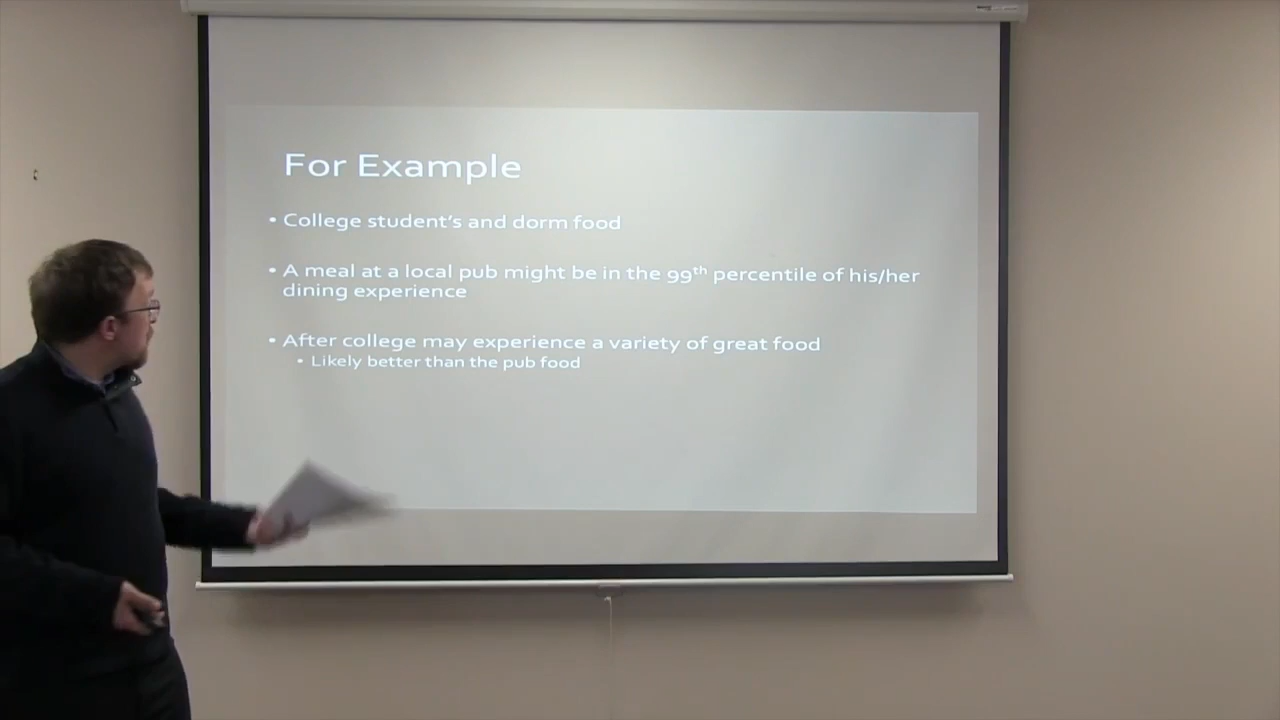 For Example
• College student's and dorm food
• A meal at a local pub might be in the 99th percentile of his/her
dining experience
• After college may experience a variety of great food
• Likely better than the pub food